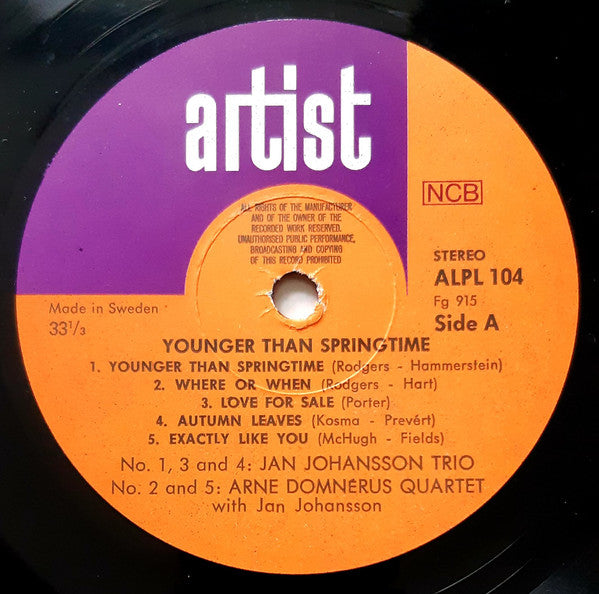 artist
ALL RIGHTS OF THE MANUFACTURER
AND OF THE OWNER OF THE
RECORDED WORK RESERVED.
UNAUTHORISED PUBLIC PERFORMANCE,
BROADCASTING AND COPYING
OF THIS RECORD PROHIBITED
NCB
STEREO
ALPL 104
Fg 915
Side A
Made in Sweden
33 1/3
YOUNGER THAN SPRINGTIME
1. YOUNGER THAN SPRINGTIME (Rodgers - Hammerstein)
2. WHERE OR WHEN (Rodgers - Hart)
3. LOVE FOR SALE (Porter)
4. AUTUMN LEAVES (Kosma - Prevért)
5. EXACTLY LIKE YOU (McHugh - Fields)
No. 1, 3 and 4: JAN JOHANSSON TRIO
No. 2 and 5: ARNE DOMNÉRUS QUARTET
with Jan Johansson